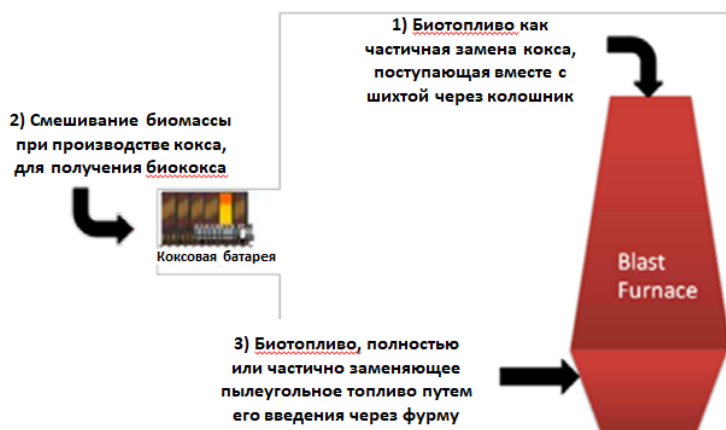 1) Биотопливо как
частичная замена кокса,
поступающая вместе с
шихтой через колошник
2) Смешивание биомассы
при производстве кокса,
для получения биококса
Коксовая батарея
Blast
Furnace
3) Биотопливо, полностью
или частично заменяющее
пылеугольное топливо путем
его введения через фурму